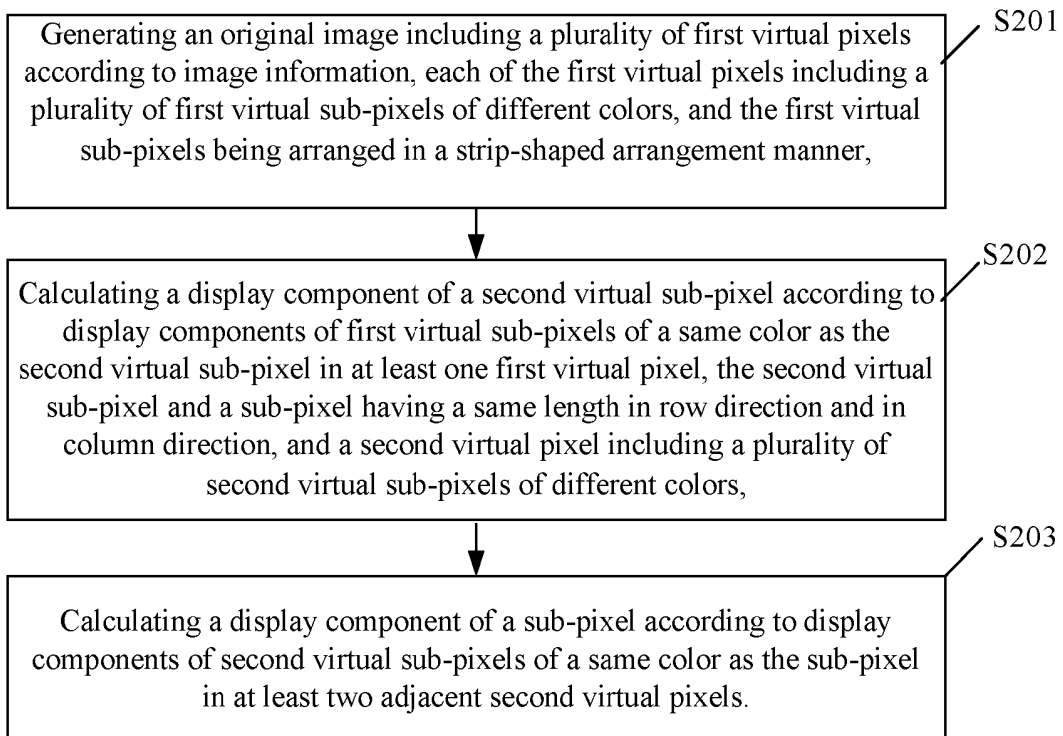 S201
Generating an original image including a plurality of first virtual pixels
according to image information, each of the first virtual pixels including a
plurality of first virtual sub-pixels of different colors, and the first virtual
sub-pixels being arranged in a strip-shaped arrangement manner,
S202
Calculating a display component of a second virtual sub-pixel according to
display components of first virtual sub-pixels of a same color as the
second virtual sub-pixel in at least one first virtual pixel, the second virtual
sub-pixel and a sub-pixel having a same length in row direction and in
column direction, and a second virtual pixel including a plurality of
second virtual sub-pixels of different colors,
S203
Calculating a display component of a sub-pixel according to display
components of second virtual sub-pixels of a same color as the sub-pixel
in at least two adjacent second virtual pixels.